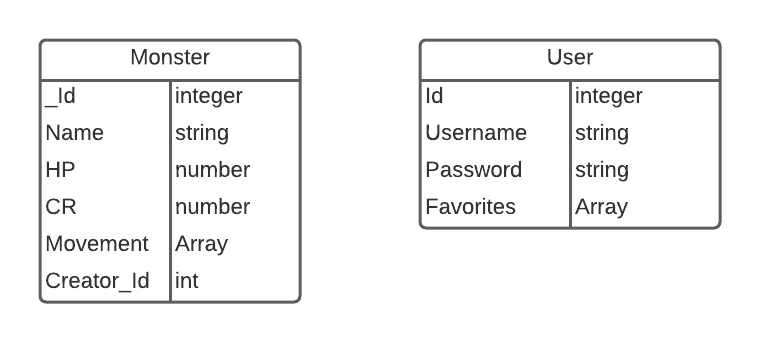 Monster
_Id integer
Name string
HP number
CR number
Movement Array
Creator_Id int
User
Id integer
Username string
Password string
Favorites Array